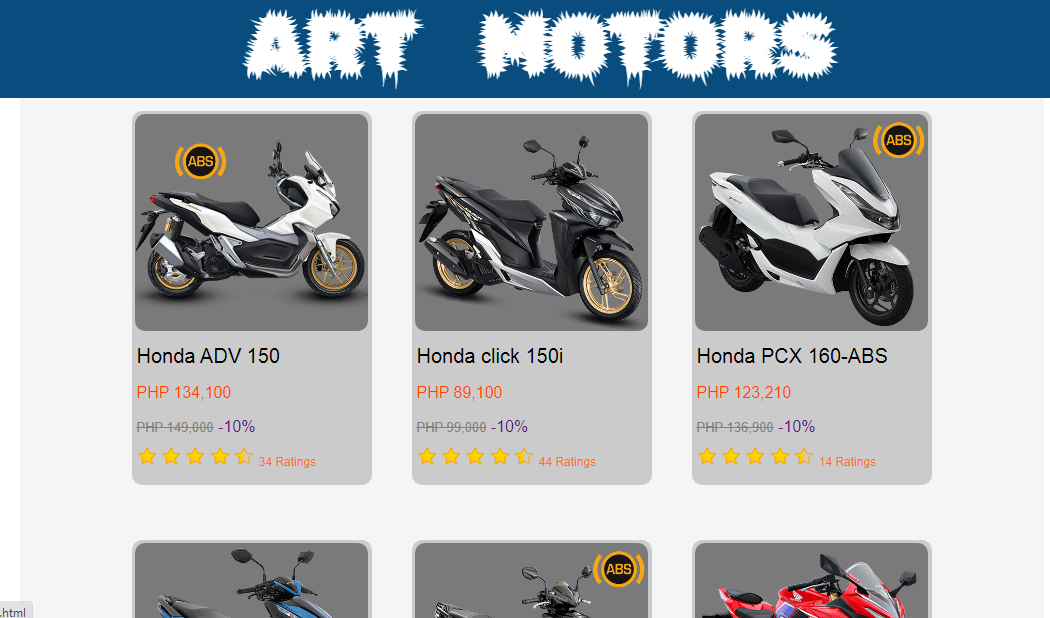 ART MOTORS
ABS
ABS
Honda ADV 150
Honda click 150i
Honda PCX 160-ABS
PHP 134,100
PHP 89,100
PHP 123,210
PHP 149,000 -10%
PHP 99,000 -10%
PHP 136,900 -10%
34 Ratings
44 Ratings
14 Ratings
ABS
.html